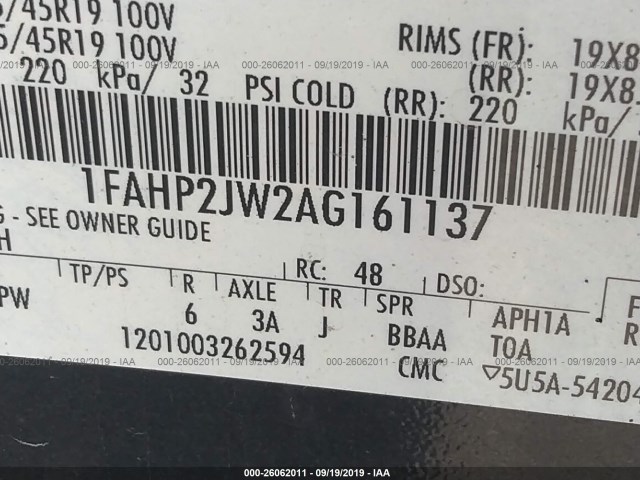 /45R19 100V
/45R19 100V
RIMS (FR): 19X8
(RR): 19X8
220 kPa/ 32 PSI COLD (RR): 220 kPa/
1FAHP2JW2AG161137
- SEE OWNER GUIDE
RC: 48 DSO:
TP/PS R AXLE TR SPR
PW 6 3A J BBAA APH1A
1201003262594 CMC TQA
▽5U5A-54204
000-26062011 - 09/19/2019 - IAA